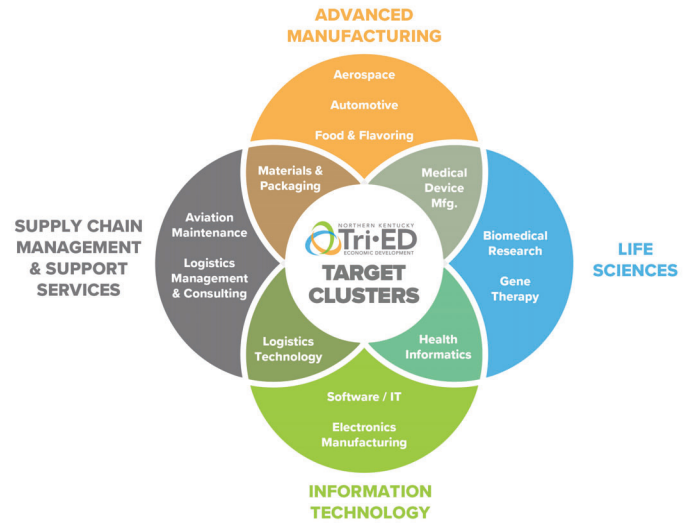 ADVANCED
MANUFACTURING
Aerospace
Automotive
Food & Flavoring
Materials &
Packaging
Medical
Device
Mfg.
SUPPLY CHAIN
MANAGEMENT
& SUPPORT
SERVICES
Aviation
Maintenance
Logistics
Management
& Consulting
NORTHERN KENTUCKY
Tri•ED
ECONOMIC DEVELOPMENT
TARGET
CLUSTERS
Biomedical
Research
Gene
Therapy
LIFE
SCIENCES
Logistics
Technology
Health
Informatics
Software / IT
Electronics
Manufacturing
INFORMATION
TECHNOLOGY